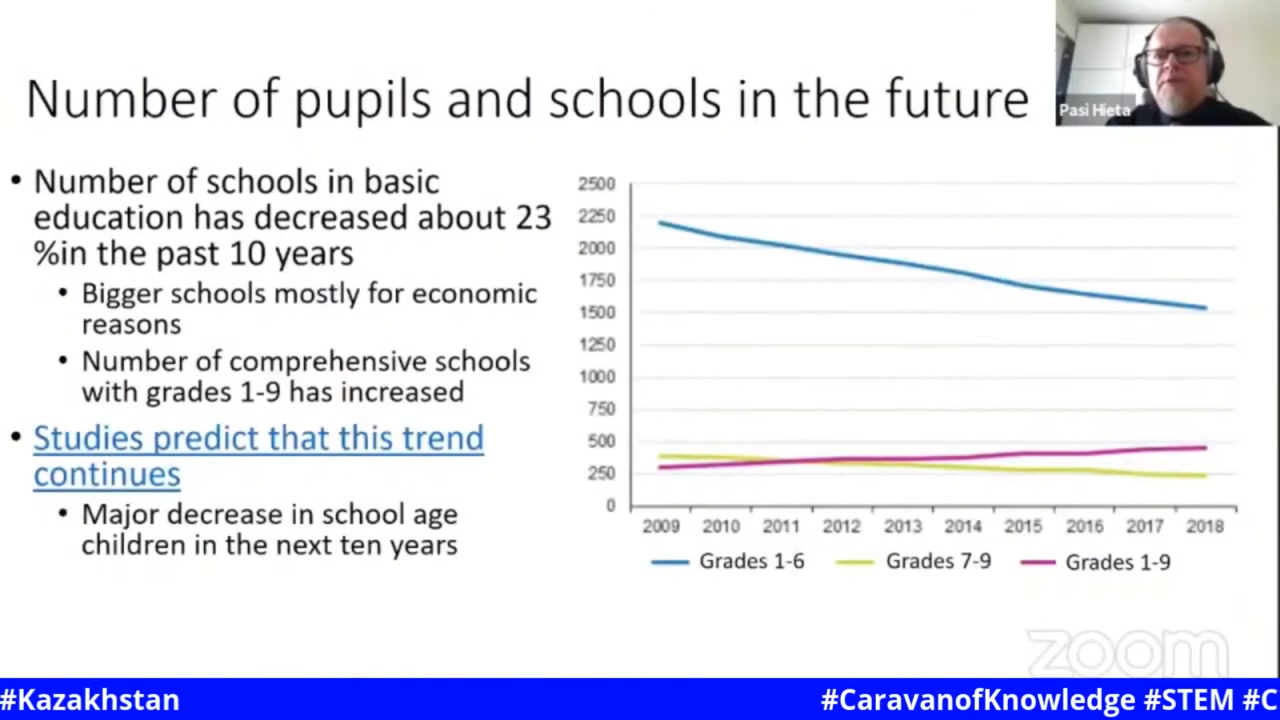 Number of pupils and schools in the future
Pasi Hieta
• Number of schools in basic
education has decreased about 23
%in the past 10 years
• Bigger schools mostly for economic
reasons
• Number of comprehensive schools
with grades 1-9 has increased
• Studies predict that this trend
continues
• Major decrease in school age
children in the next ten years
2500
2250
2000
1750
1500
1250
1000
750
500
250
0
2009 2010 2011 2012 2013 2014 2015 2016 2017 2018
Grades 1-6 Grades 7-9 Grades 1-9
zoom
#Kazakhstan #CaravanofKnowledge #STEM #C